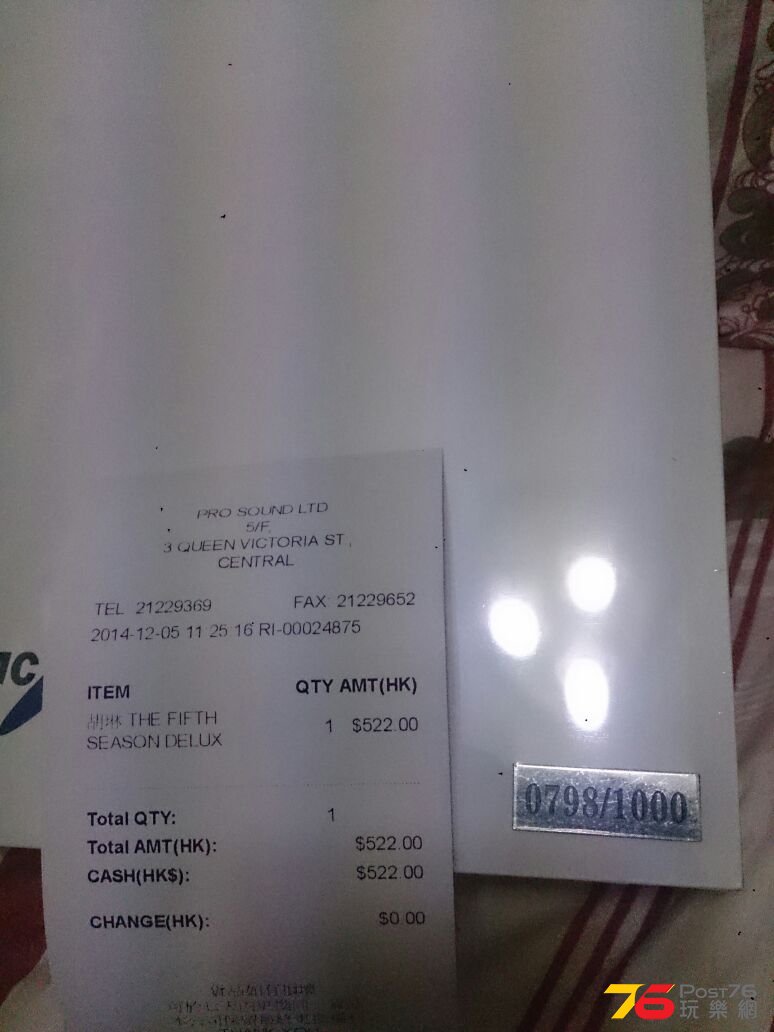 PRO SOUND LTD
5/F,
3 QUEEN VICTORIA ST.,
CENTRAL
TEL 21229369 FAX: 21229652
2014-12-05 11 25 16 RI-00024875
ITEM QTY AMT(HK)
胡琳 THE FIFTH 1 $522.00
SEASON DELUX
Total QTY: 1
Total AMT(HK): $522.00
CASH(HK$): $522.00
CHANGE(HK): $0.00
0798/1000
76 Post76
玩樂網